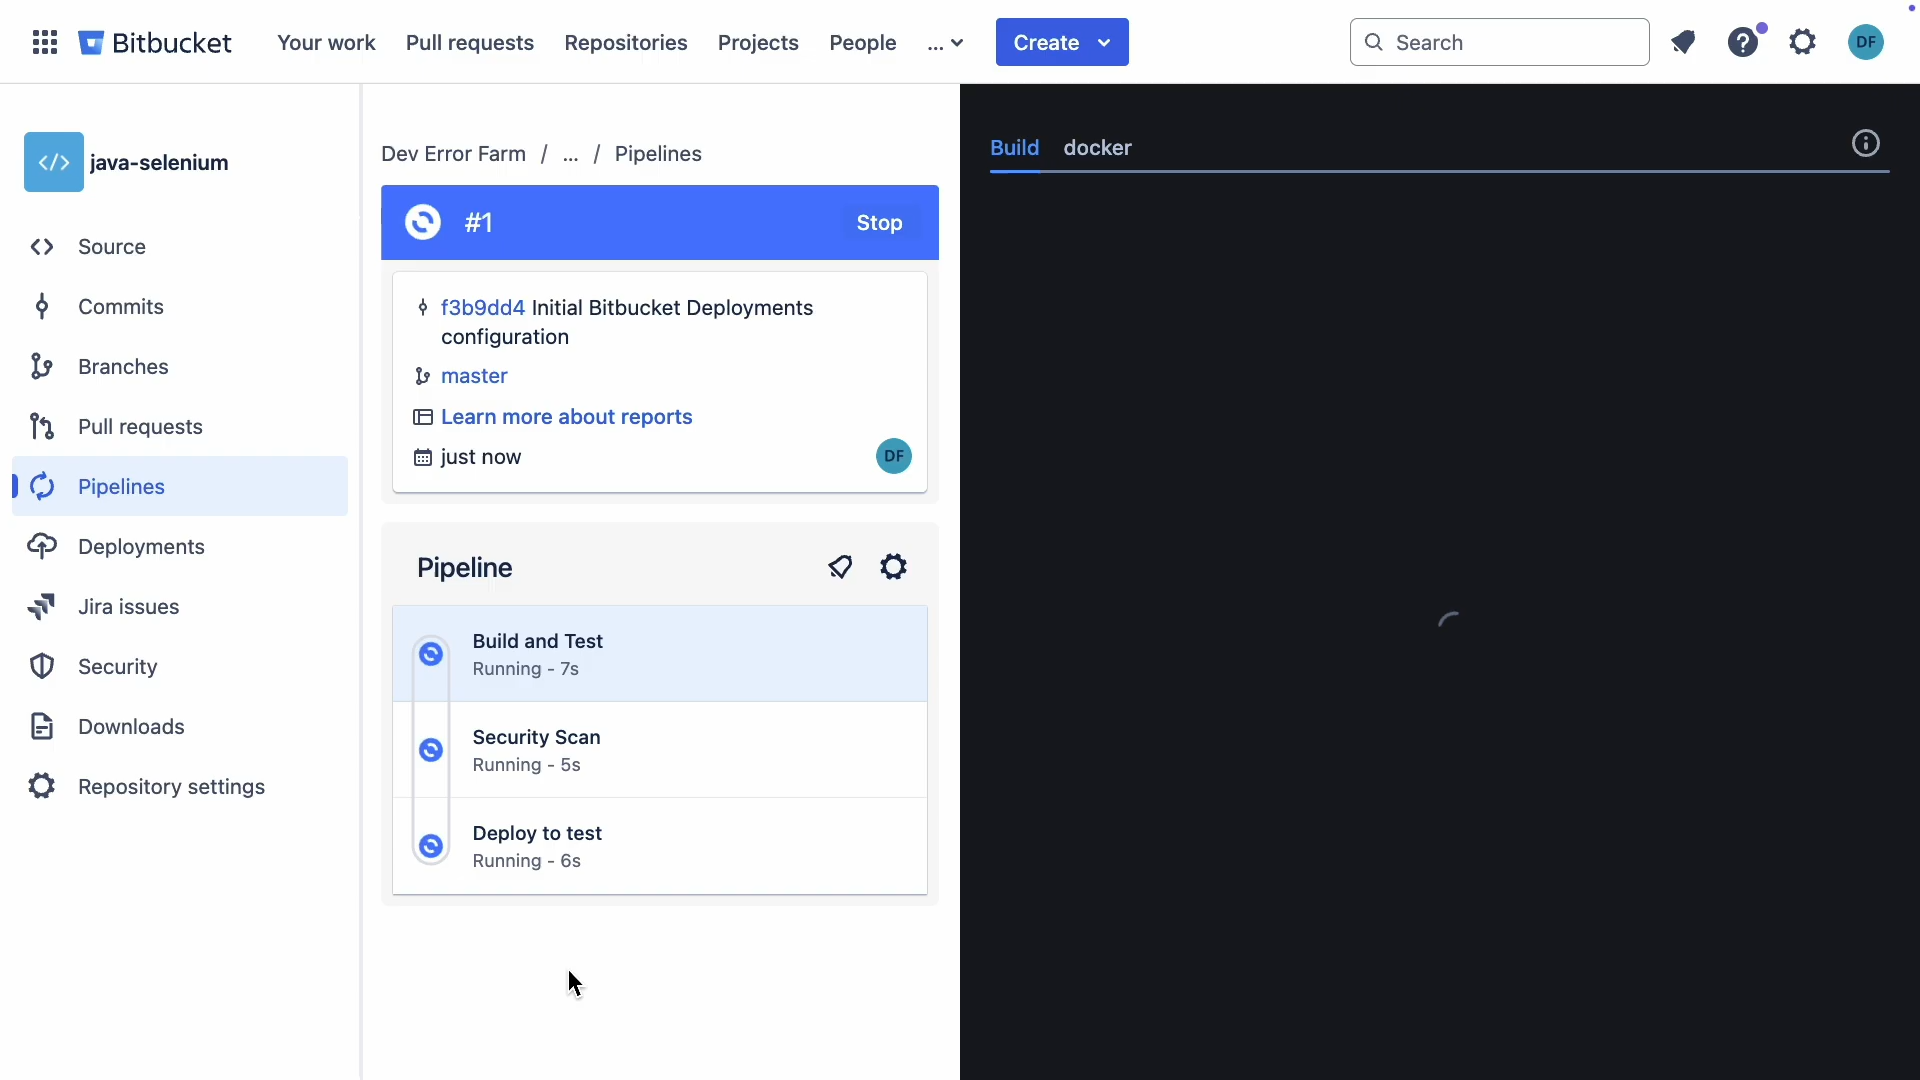 Bitbucket
Your work
Pull requests
Repositories
Projects
People
...
Create
Search
DF
</> java-selenium
Source
Commits
Branches
Pull requests
Pipelines
Deployments
Jira issues
Security
Downloads
Repository settings
Dev Error Farm / ... / Pipelines
#1
Stop
f3b9dd4 Initial Bitbucket Deployments
configuration
master
Learn more about reports
just now
DF
Pipeline
Build and Test
Running - 7s
Security Scan
Running - 5s
Deploy to test
Running - 6s
Build
docker